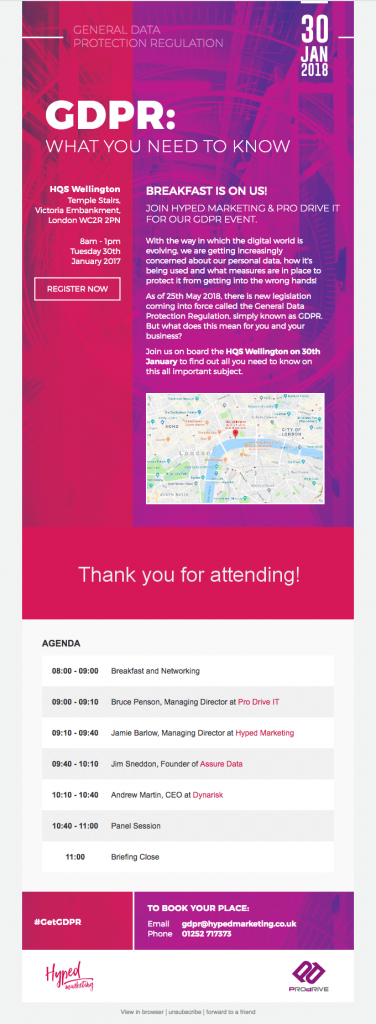 GENERAL DATA
PROTECTION REGULATION
30
JAN
2018
GDPR:
WHAT YOU NEED TO KNOW
HQS Wellington
Temple Stairs,
Victoria Embankment,
London WC2R 2PN
8am - 1pm
Tuesday 30th
January 2017
REGISTER NOW
BREAKFAST IS ON US!
JOIN HYPED MARKETING & PRO DRIVE IT
FOR OUR GDPR EVENT.
With the way in which the digital world is
evolving, we are getting increasingly
concerned about our personal data, how it's
being used and what measures are in place to
protect it from getting into the wrong hands!
As of 25th May 2018, there is new legislation
coming into force called the General Data
Protection Regulation, simply known as GDPR.
But what does this mean for you and your
business?
Join us on board the HQS Wellington on 30th
January to find out all you need to know on
this all important subject.
SOHO
CITY OF
LONDON
London
SOUTH BANK
Thank you for attending!
AGENDA
08:00 - 09:00 Breakfast and Networking
09:00 - 09:10 Bruce Penson, Managing Director at Pro Drive IT
09:10 - 09:40 Jamie Barlow, Managing Director at Hyped Marketing
09:40 - 10:10 Jim Sneddon, Founder of Assure Data
10:10 - 10:40 Andrew Martin, CEO at Dynarisk
10:40 - 11:00 Panel Session
11:00 Briefing Close
#GetGDPR
TO BOOK YOUR PLACE:
Email gdpr@hypedmarketing.co.uk
Phone 01252 717373
Hyped
marketing
PRODRIVE
View in browser | unsubscribe | forward to a friend